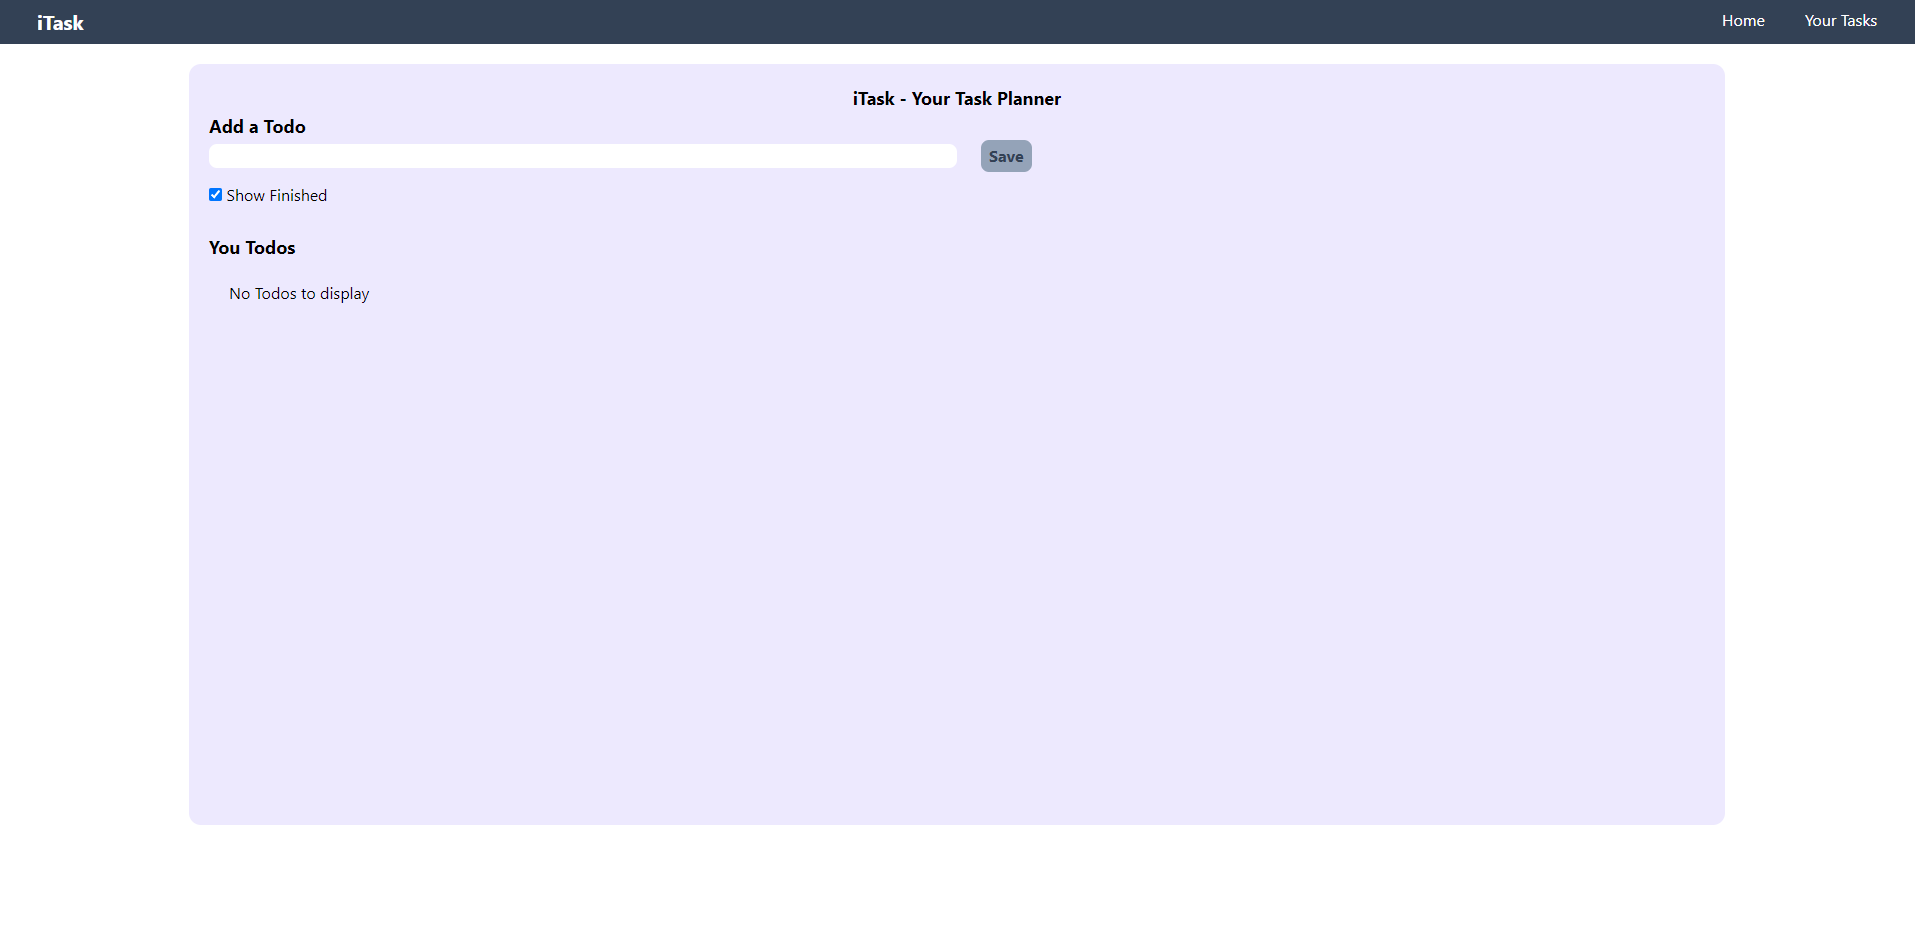 iTask Home Your Tasks
iTask - Your Task Planner
Add a Todo
Save
Show Finished
You Todos
No Todos to display